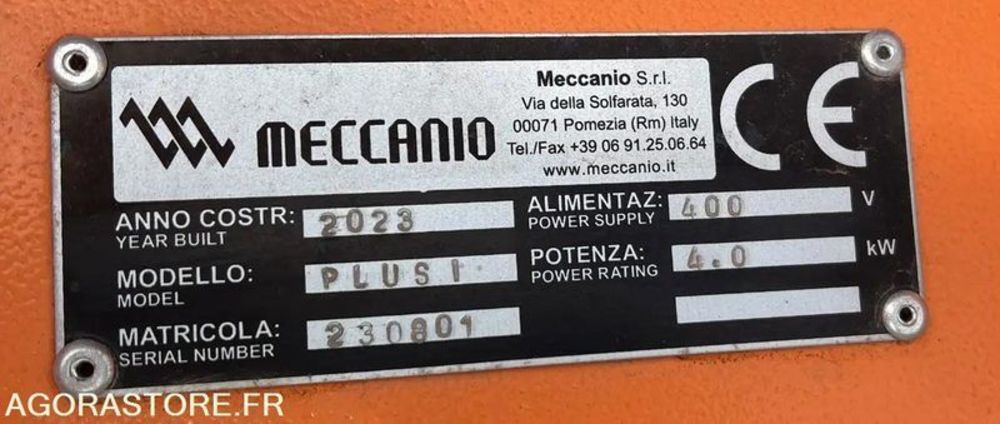 MECCANIO
Meccanio S.r.l.
Via della Solfarata, 130
00071 Pomezia (Rm) Italy
Tel./Fax +39 06 91.25.06.64
www.meccanio.it
CE
ANNO COSTR: 2023
YEAR BUILT
MODELLO: PLUS I
MODEL
MATRICOLA: 230801
SERIAL NUMBER
ALIMENTAZ: 400 V
POWER SUPPLY
POTENZA: 4.0 kW
POWER RATING
AGORASTORE.FR